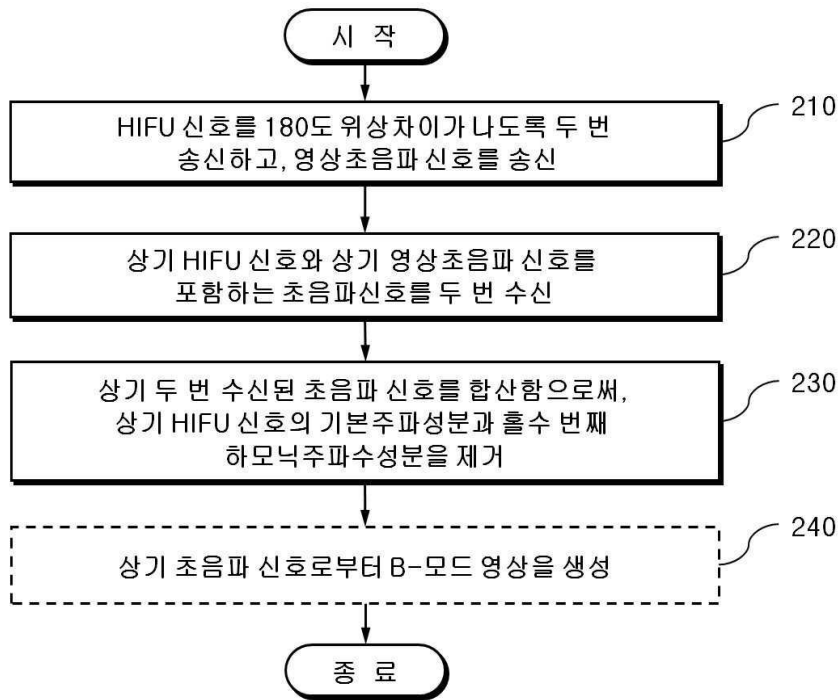 시 작
HIFU 신호를 180도 위상차이가 나도록 두 번
송신하고, 영상초음파 신호를 송신
210
상기 HIFU 신호와 상기 영상초음파 신호를
포함하는 초음파신호를 두 번 수신
220
상기 두 번 수신된 초음파 신호를 합산함으로써,
상기 HIFU 신호의 기본주파성분과 홀수 번째
하모닉주파수성분을 제거
230
상기 초음파 신호로부터 B-모드 영상을 생성
240
종 료